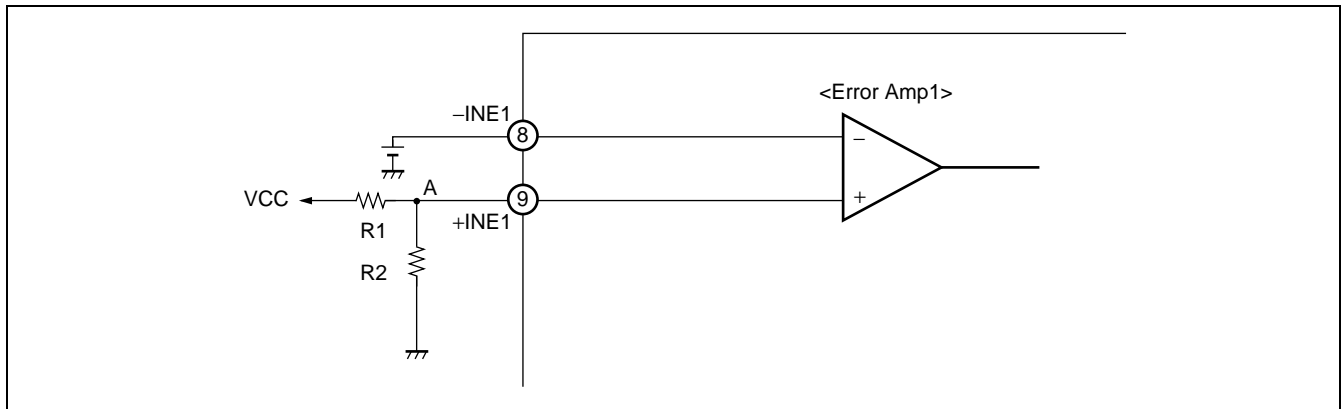 <Error Amp1>
−INE1
8
−
VCC
A
9
+
R1
+INE1
R2